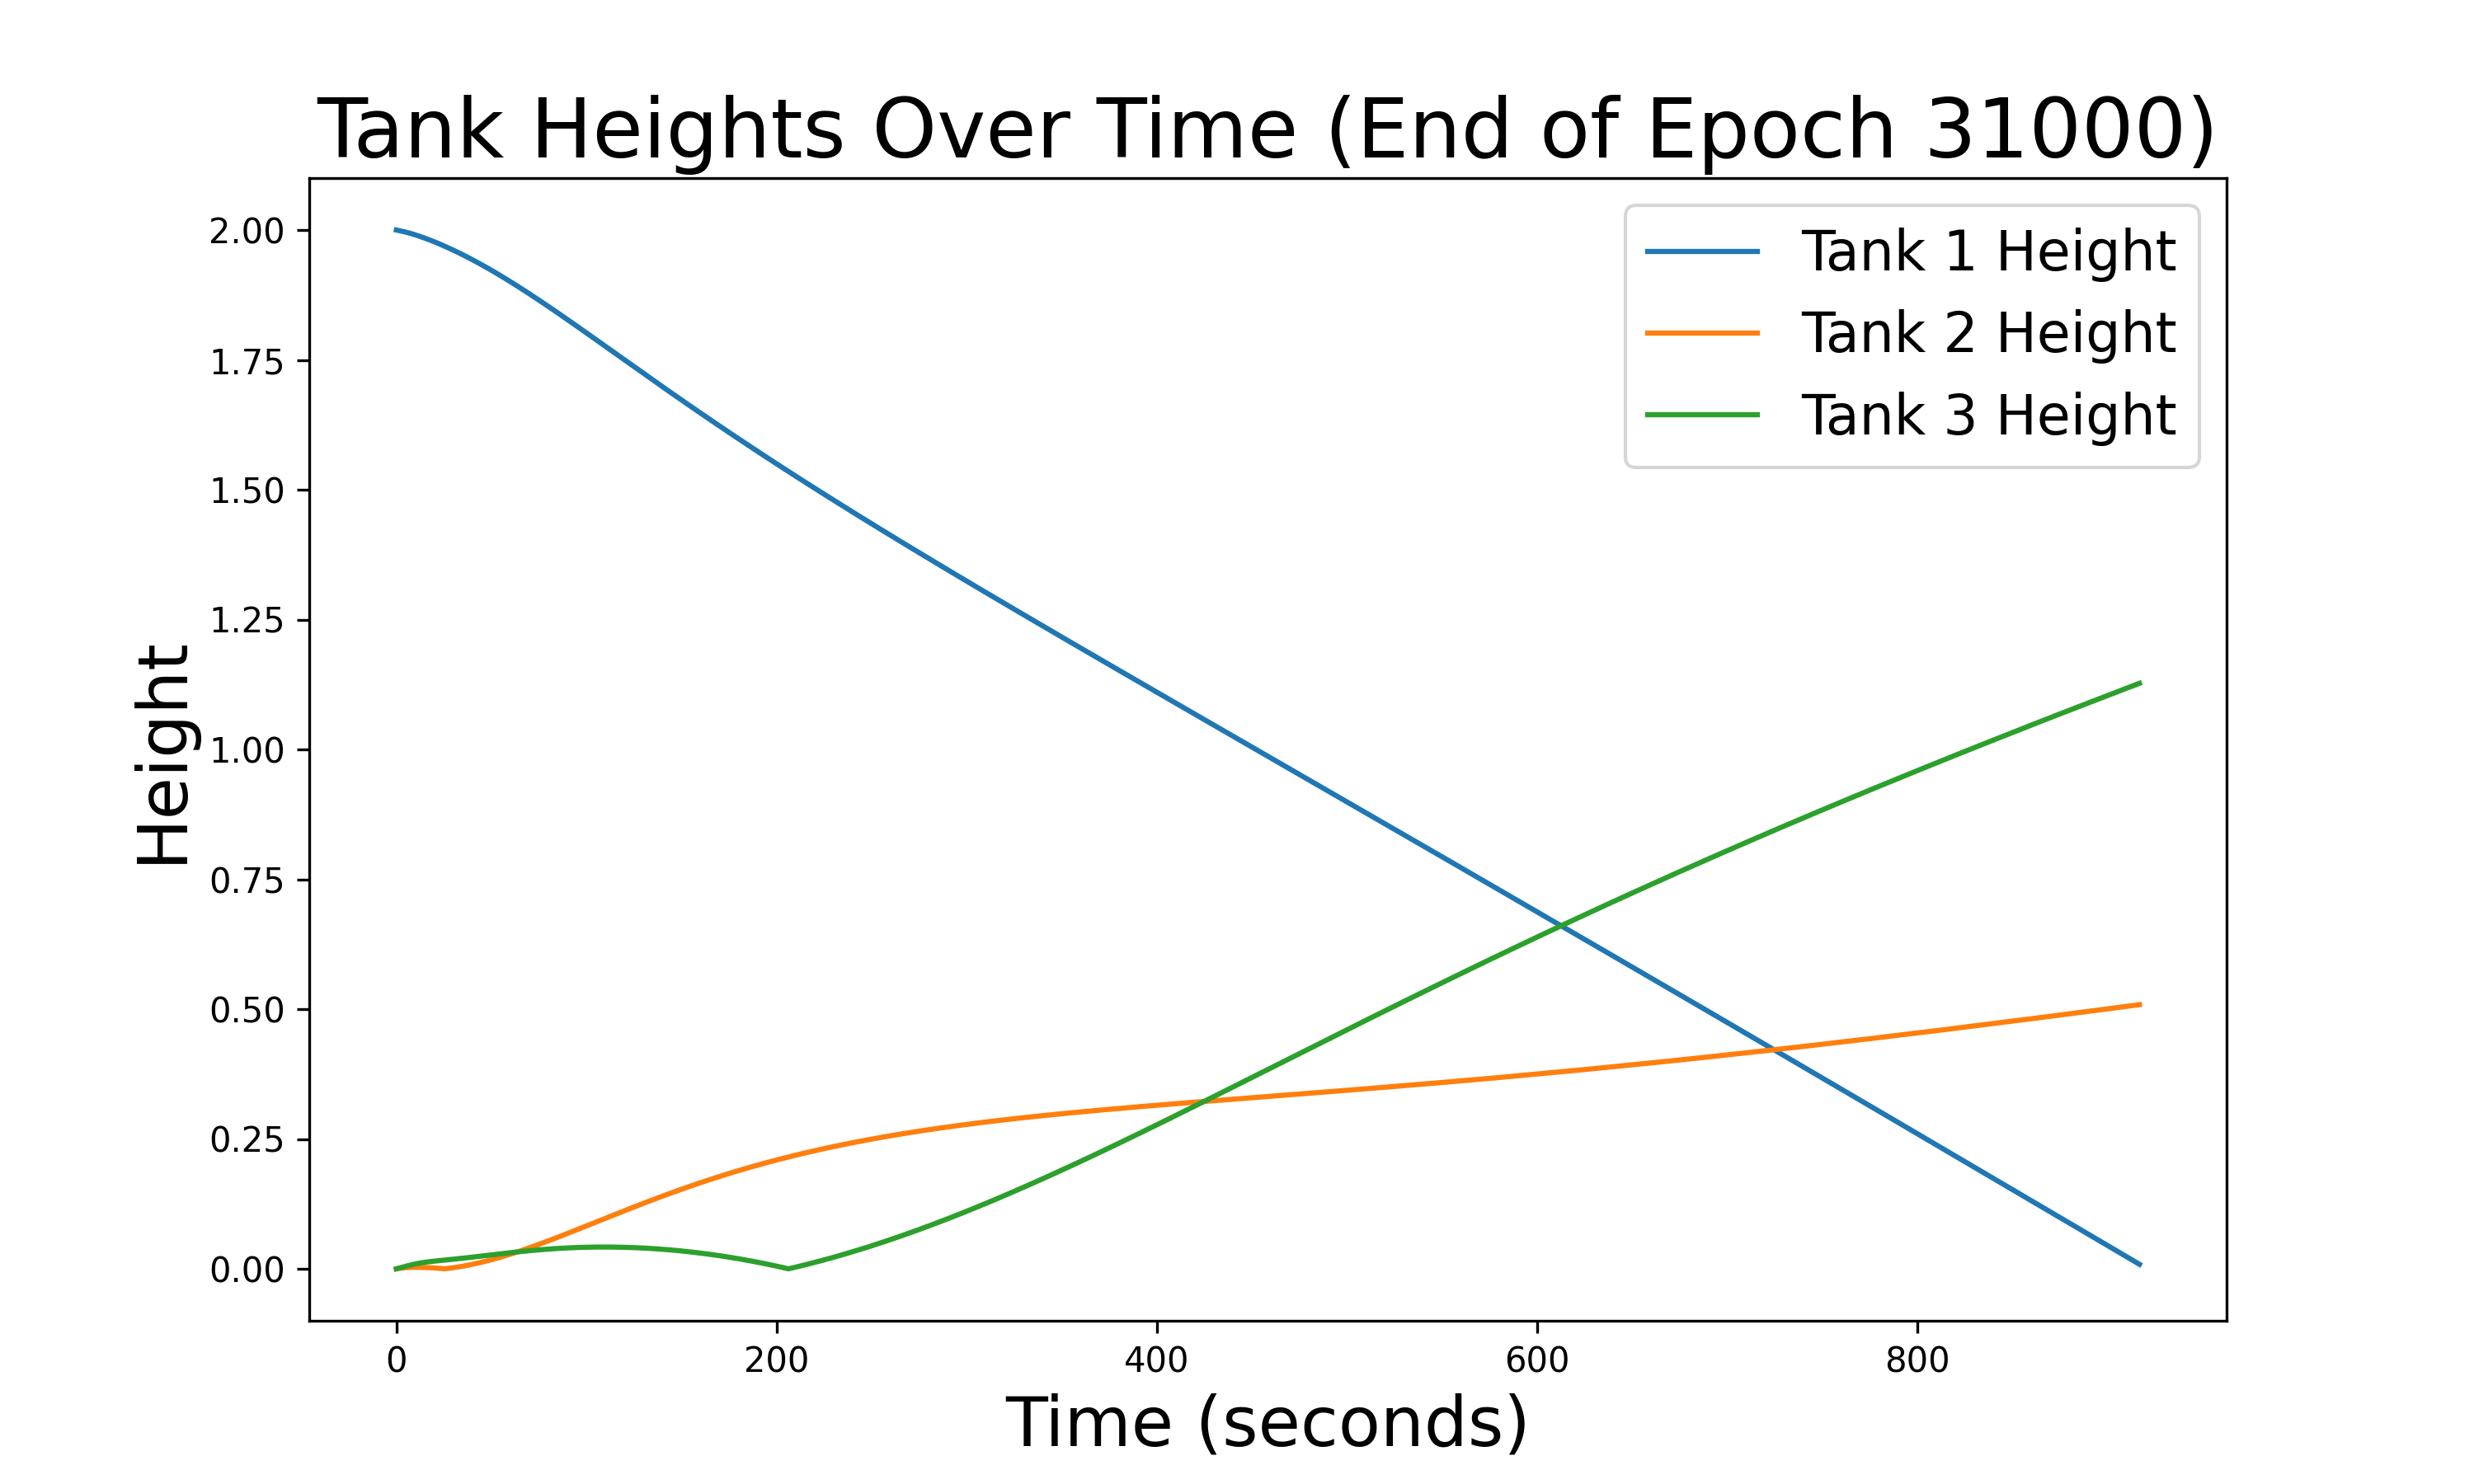 Tank Heights Over Time (End of Epoch 31000)
Tank 1 Height
Tank 2 Height
Tank 3 Height
Height
2.00
1.75
1.50
1.25
1.00
0.75
0.50
0.25
0.00
0 200 400 600 800
Time (seconds)